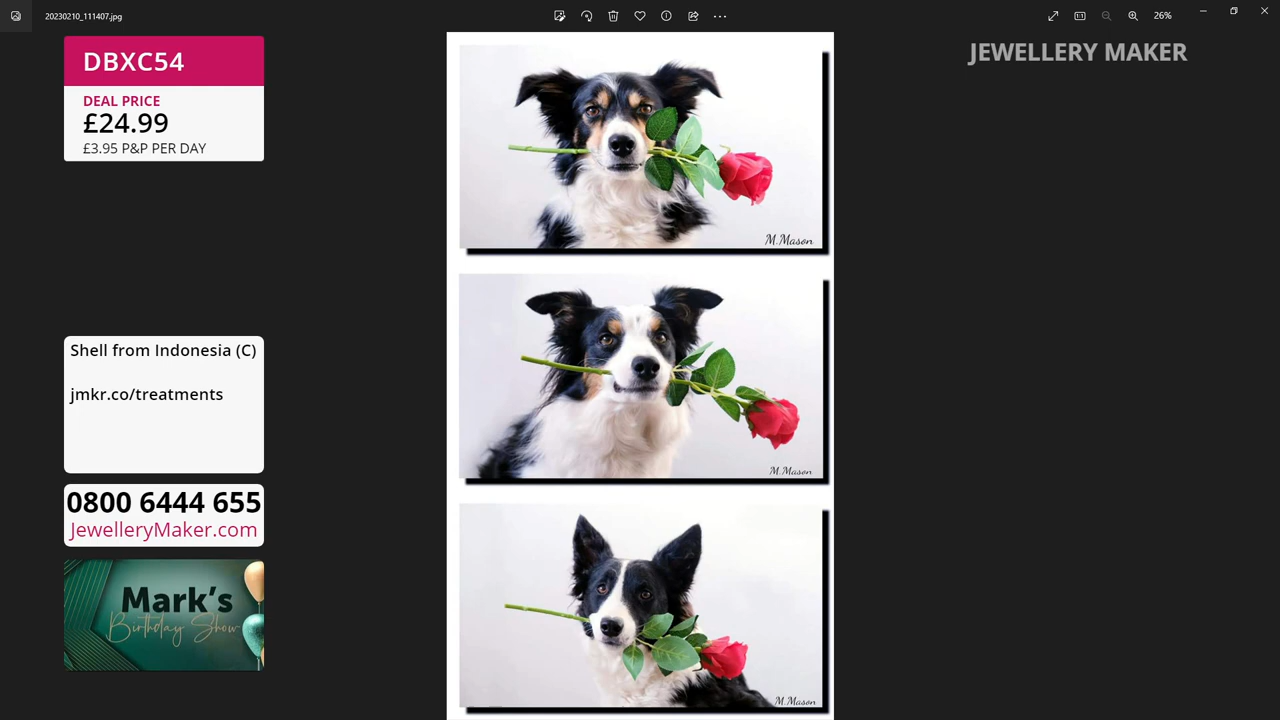 20230210_111407.jpg
26%
DBXC54
DEAL PRICE
£24.99
£3.95 P&P PER DAY
JEWELLERY MAKER
M.Mason
M.Mason
M.Mason
Shell from Indonesia (C)
jmkr.co/treatments
0800 6444 655
JewelleryMaker.com
Mark's
Birthday Show